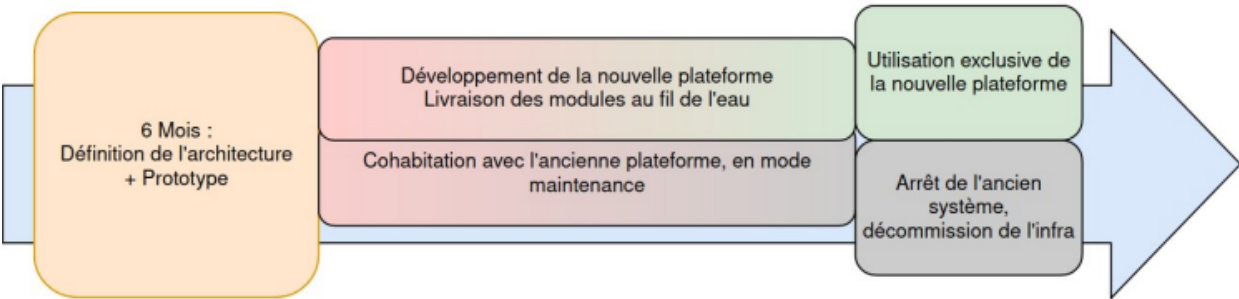 6 Mois :
Définition de l'architecture
+ Prototype
Développement de la nouvelle plateforme
Livraison des modules au fil de l'eau
Cohabitation avec l'ancienne plateforme, en mode
maintenance
Utilisation exclusive de
la nouvelle plateforme
Arrêt de l'ancien
système,
décommission de l'infra